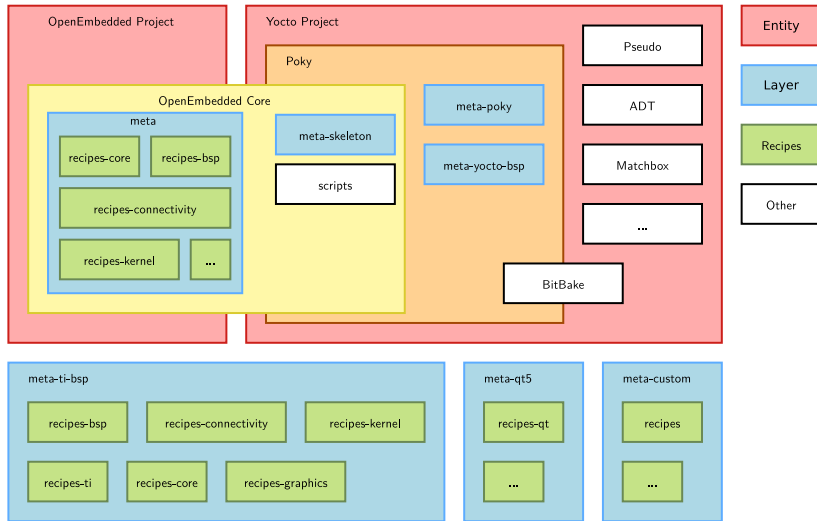 OpenEmbedded Project
Yocto Project
Entity
Pseudo
Poky
Layer
OpenEmbedded Core
meta-poky
ADT
meta
meta-skeleton
Recipes
recipes-core
recipes-bsp
meta-yocto-bsp
Matchbox
scripts
Other
recipes-connectivity
...
recipes-kernel
...
BitBake
meta-ti-bsp
meta-qt5
meta-custom
recipes-bsp
recipes-connectivity
recipes-kernel
recipes-qt
recipes
recipes-ti
recipes-core
recipes-graphics
...
...